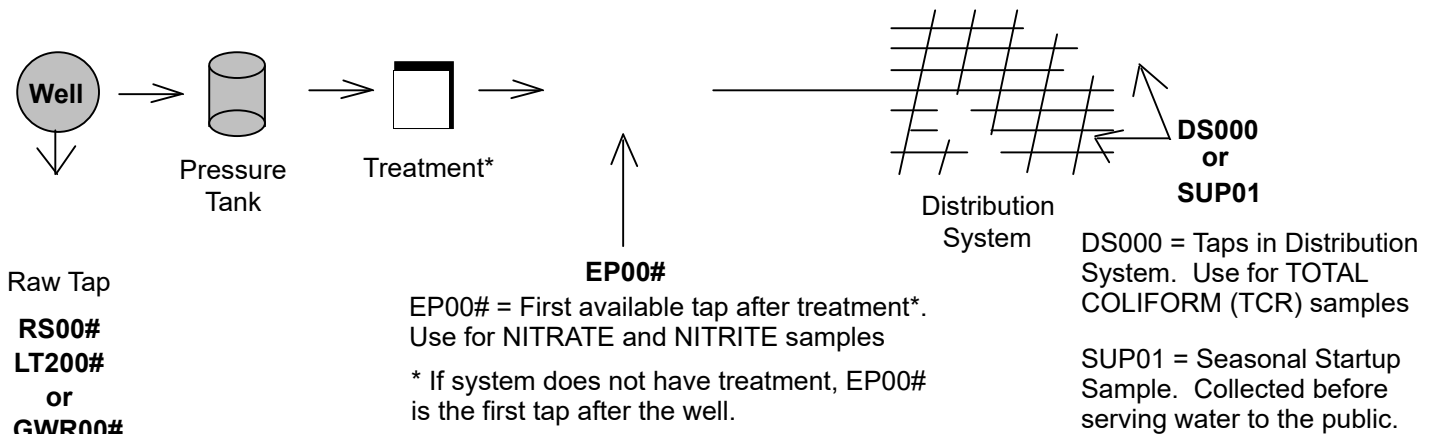 Well
Pressure
Tank
Treatment*
Distribution
System
DS000
or
SUP01
Raw Tap
RS00#
LT200#
or
GWR00#
EP00#
EP00# = First available tap after treatment*.
Use for NITRATE and NITRITE samples
* If system does not have treatment, EP00#
is the first tap after the well.
DS000 = Taps in Distribution
System. Use for TOTAL
COLIFORM (TCR) samples
SUP01 = Seasonal Startup
Sample. Collected before
serving water to the public.